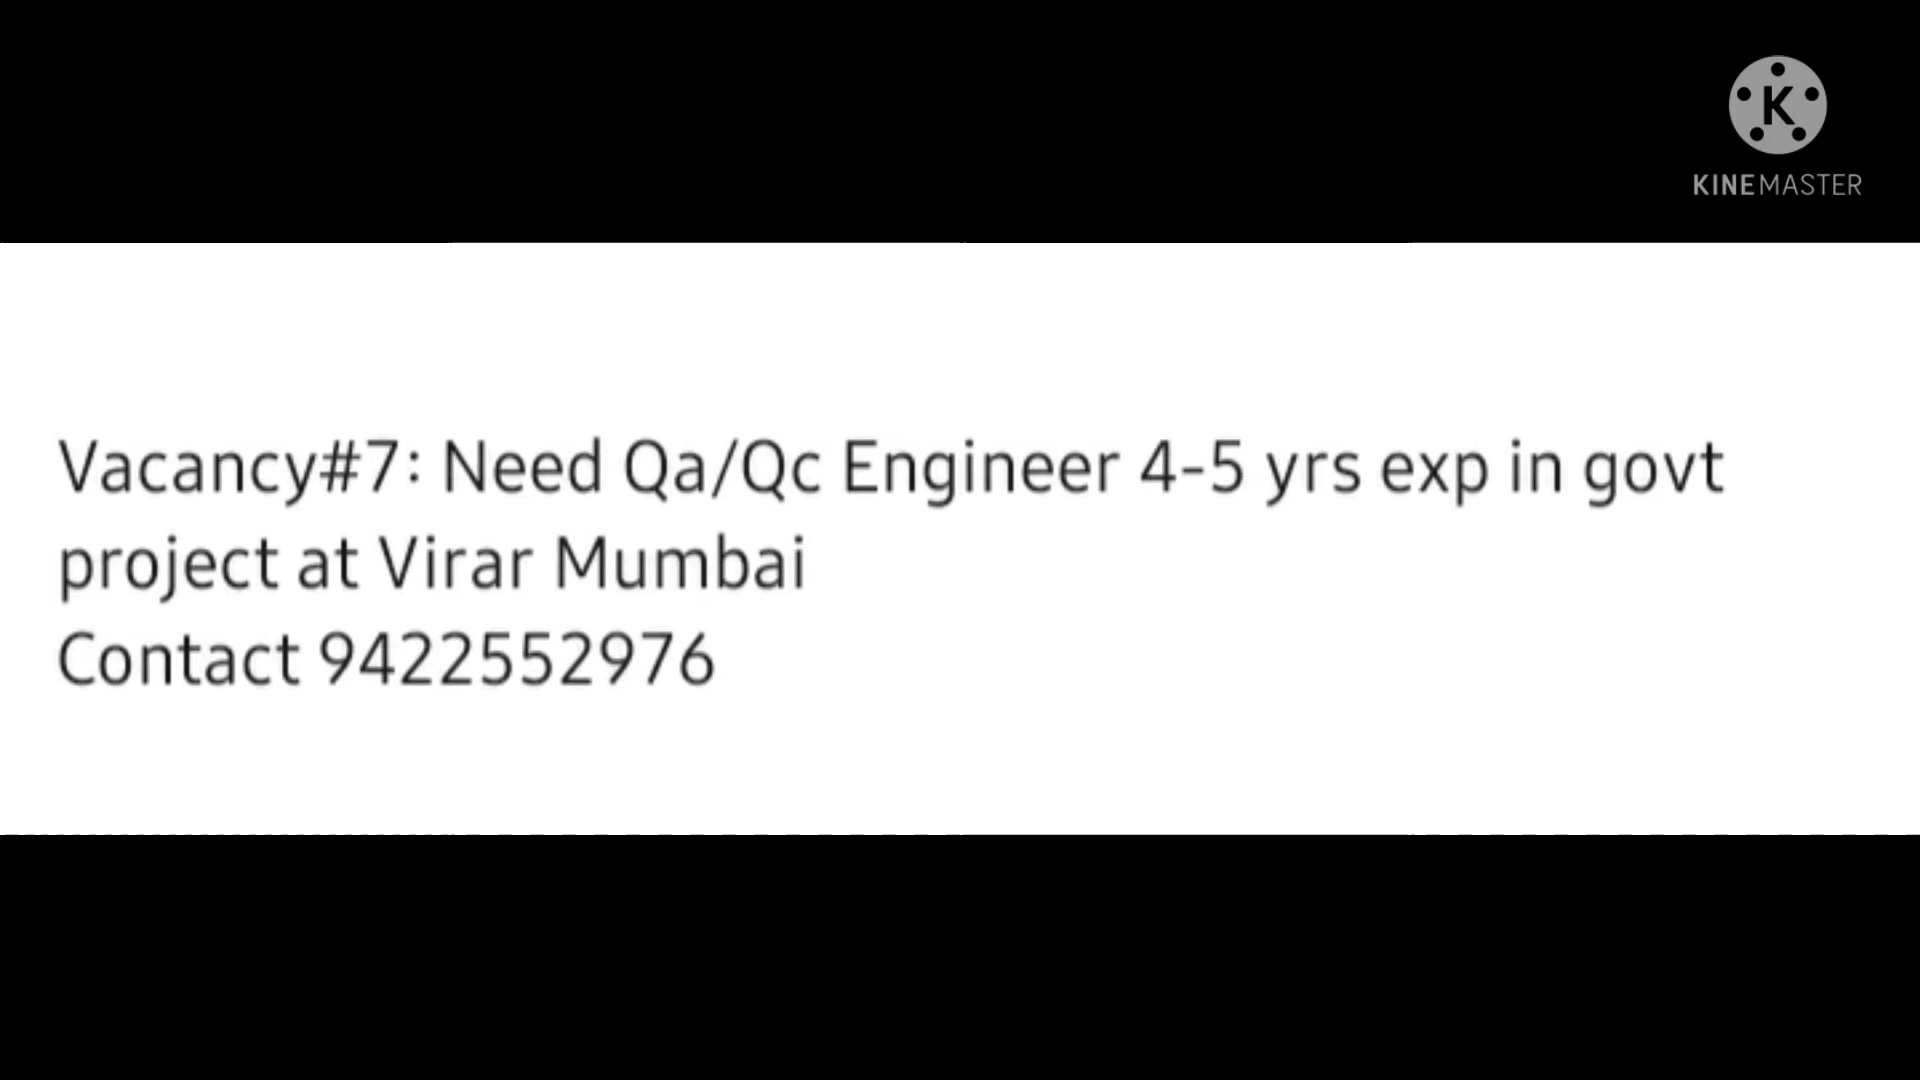 K
KINEMASTER
Vacancy#7: Need Qa/Qc Engineer 4-5 yrs exp in govt
project at Virar Mumbai
Contact 9422552976